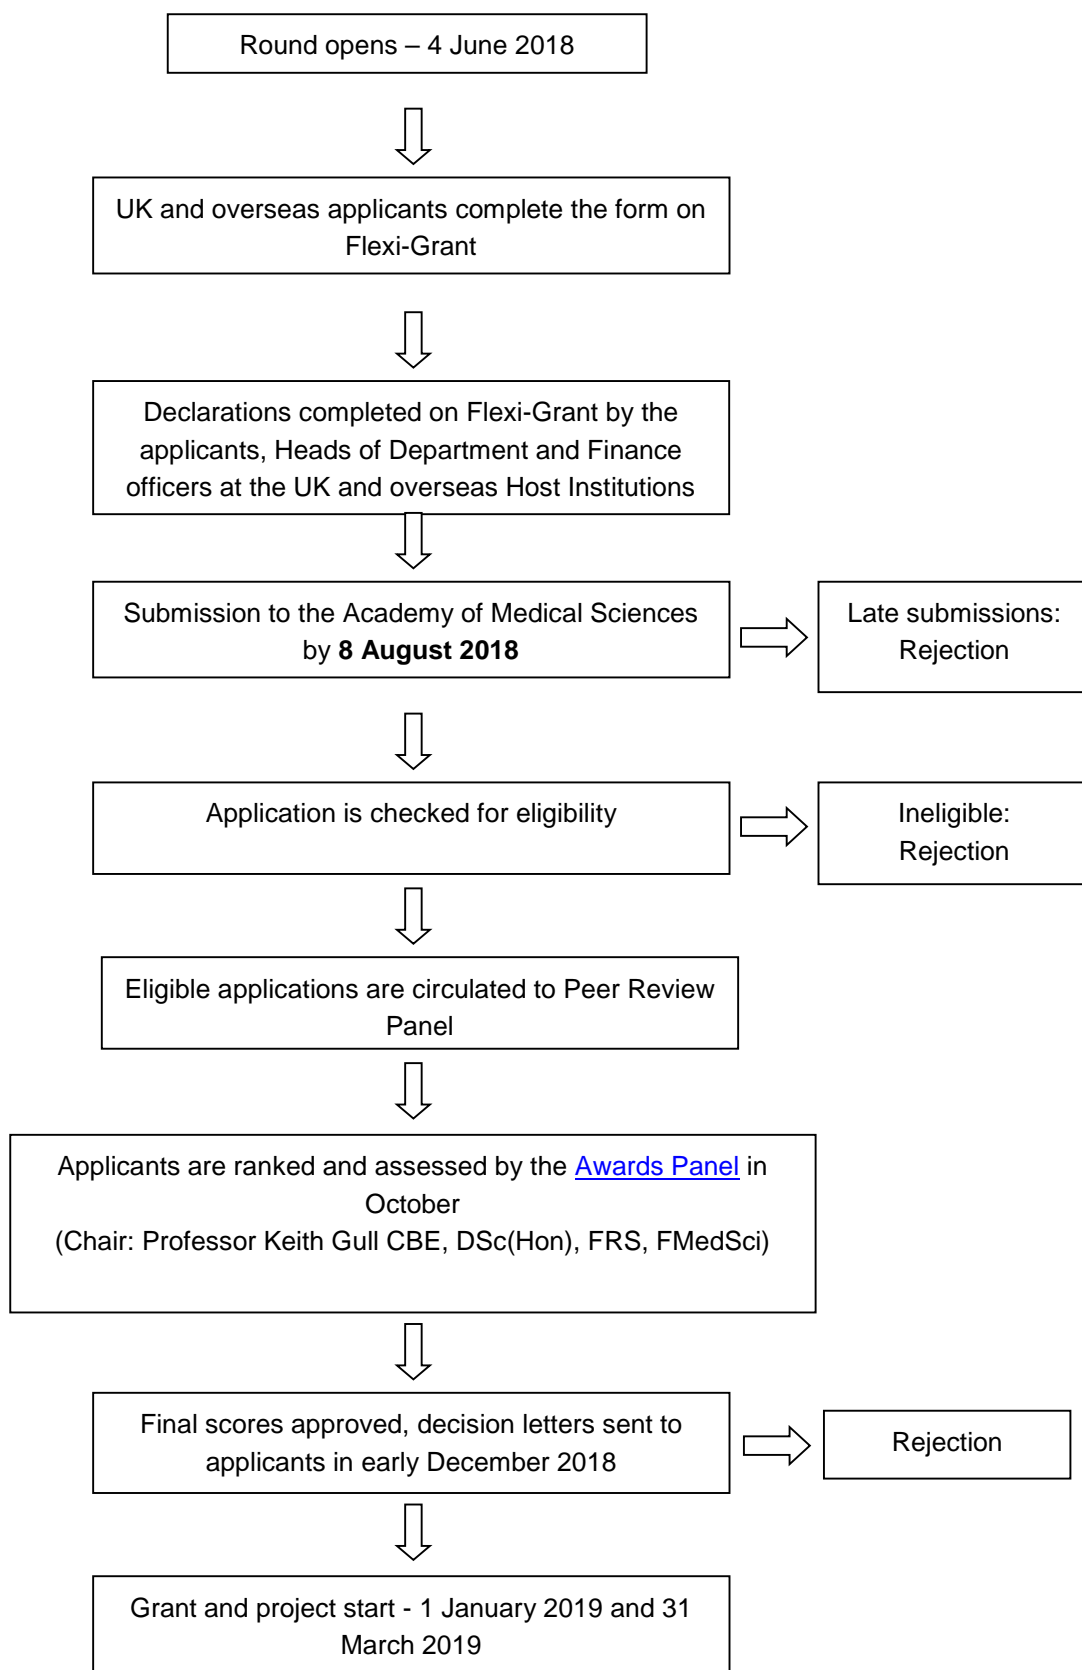 Round opens – 4 June 2018
UK and overseas applicants complete the form on
Flexi-Grant
Declarations completed on Flexi-Grant by the
applicants, Heads of Department and Finance
officers at the UK and overseas Host Institutions
Submission to the Academy of Medical Sciences
by 8 August 2018
Late submissions:
Rejection
Application is checked for eligibility
Ineligible:
Rejection
Eligible applications are circulated to Peer Review
Panel
Applicants are ranked and assessed by the Awards Panel in
October
(Chair: Professor Keith Gull CBE, DSc(Hon), FRS, FMedSci)
Final scores approved, decision letters sent to
applicants in early December 2018
Rejection
Grant and project start - 1 January 2019 and 31
March 2019